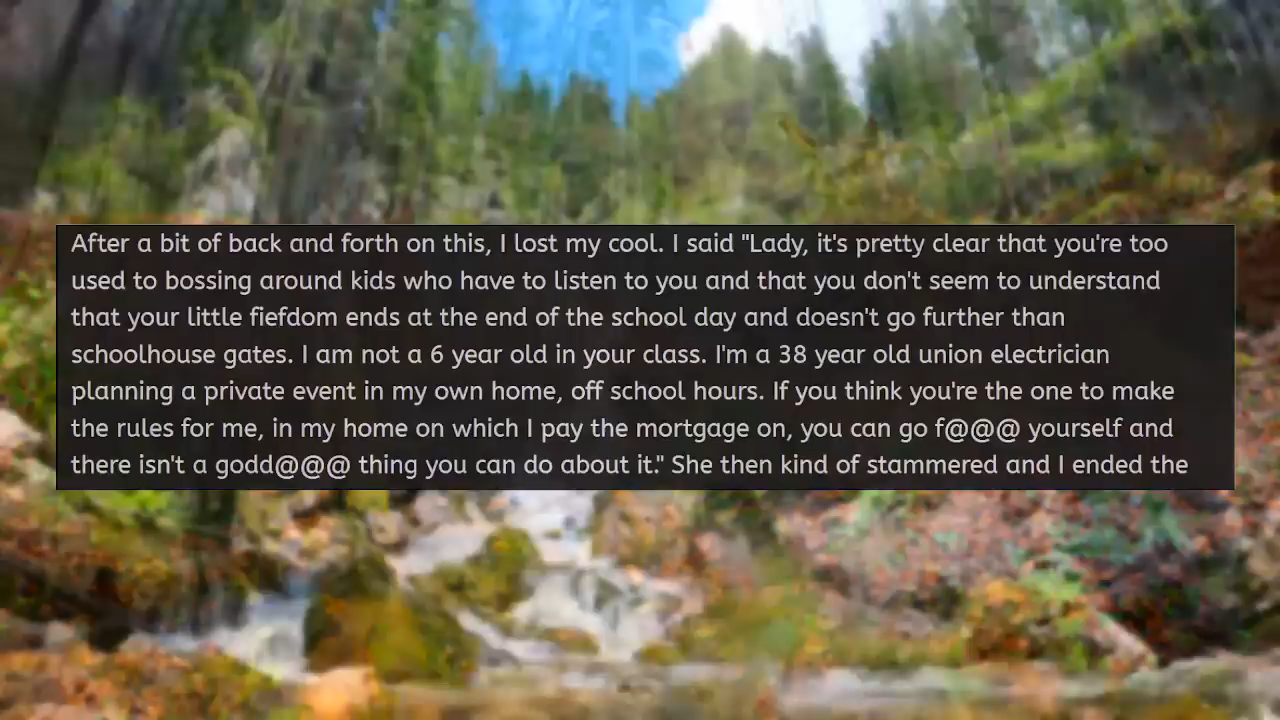 After a bit of back and forth on this, I lost my cool. I said "Lady, it's pretty clear that you're too
used to bossing around kids who have to listen to you and that you don't seem to understand
that your little fiefdom ends at the end of the school day and doesn't go further than
schoolhouse gates. I am not a 6 year old in your class. I'm a 38 year old union electrician
planning a private event in my own home, off school hours. If you think you're the one to make
the rules for me, in my home on which I pay the mortgage on, you can go f@@@ yourself and
there isn't a godd@@@ thing you can do about it." She then kind of stammered and I ended the